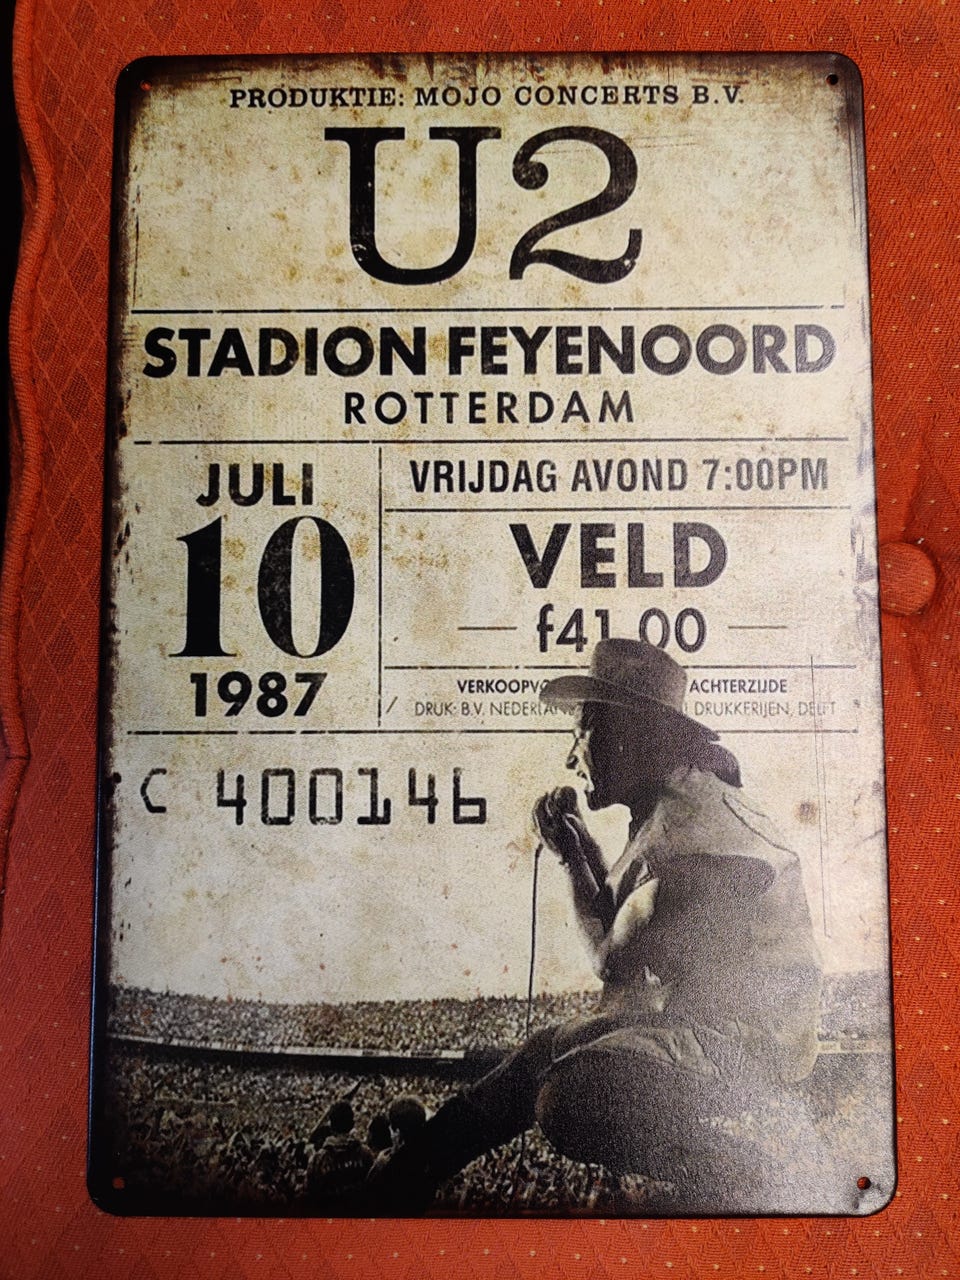 PRODUKTIE: MOJO CONCERTS B.V.
U2
STADION FEYENOORD
ROTTERDAM
JULI
10
1987
VRIJDAG AVOND 7:00PM
VELD
f41.00
ACHTERZIJDE
DRUK: B.V. DRUKKERIJEN, DELFT
C 400146